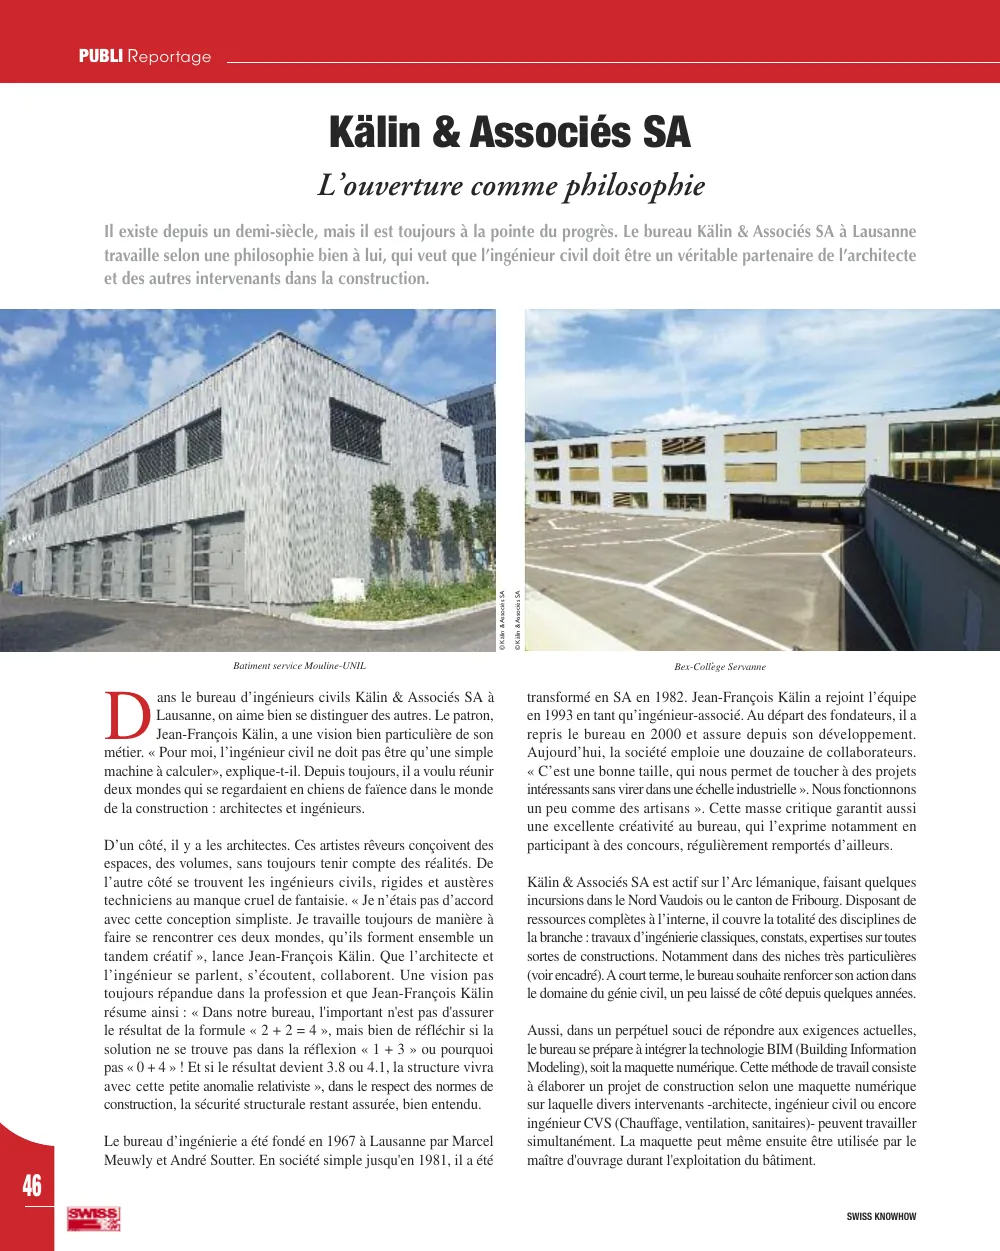 PUBLI Reportage
Kälin & Associés SA
L'ouverture comme philosophie
Il existe depuis un demi-siècle, mais il est toujours à la pointe du progrès. Le bureau Kälin & Associés SA à Lausanne
travaille selon une philosophie bien à lui, qui veut que l'ingénieur civil doit être un véritable partenaire de l'architecte
et des autres intervenants dans la construction.
© Kälin & Associés SA
© Kälin & Associés SA
Batiment service Mouline-UNIL
Bex-Collège Servanne
Dans le bureau d'ingénieurs civils Kälin & Associés SA à
Lausanne, on aime bien se distinguer des autres. Le patron,
Jean-François Kälin, a une vision bien particulière de son
métier. « Pour moi, l'ingénieur civil ne doit pas être qu'une simple
machine à calculer», explique-t-il. Depuis toujours, il a voulu réunir
deux mondes qui se regardaient en chiens de faïence dans le monde
de la construction : architectes et ingénieurs.
D'un côté, il y a les architectes. Ces artistes rêveurs conçoivent des
espaces, des volumes, sans toujours tenir compte des réalités. De
l'autre côté se trouvent les ingénieurs civils, rigides et austères
techniciens au manque cruel de fantaisie. « Je n'étais pas d'accord
avec cette conception simpliste. Je travaille toujours de manière à
faire se rencontrer ces deux mondes, qu'ils forment ensemble un
tandem créatif », lance Jean-François Kälin. Que l'architecte et
l'ingénieur se parlent, s'écoutent, collaborent. Une vision pas
toujours répandue dans la profession et que Jean-François Kälin
résume ainsi : « Dans notre bureau, l'important n'est pas d'assurer
le résultat de la formule « 2 + 2 = 4 », mais bien de réfléchir si la
solution ne se trouve pas dans la réflexion « 1 + 3 » ou pourquoi
pas « 0 + 4 » ! Et si le résultat devient 3.8 ou 4.1, la structure vivra
avec cette petite anomalie relativiste », dans le respect des normes de
construction, la sécurité structurale restant assurée, bien entendu.
Le bureau d'ingénierie a été fondé en 1967 à Lausanne par Marcel
Meuwly et André Soutter. En société simple jusqu'en 1981, il a été
transformé en SA en 1982. Jean-François Kälin a rejoint l'équipe
en 1993 en tant qu'ingénieur-associé. Au départ des fondateurs, il a
repris le bureau en 2000 et assure depuis son développement.
Aujourd'hui, la société emploie une douzaine de collaborateurs.
« C'est une bonne taille, qui nous permet de toucher à des projets
intéressants sans virer dans une échelle industrielle ». Nous fonctionnons
un peu comme des artisans ». Cette masse critique garantit aussi
une excellente créativité au bureau, qui l'exprime notamment en
participant à des concours, régulièrement remportés d'ailleurs.
Kälin & Associés SA est actif sur l'Arc lémanique, faisant quelques
incursions dans le Nord Vaudois ou le canton de Fribourg. Disposant de
ressources complètes à l'interne, il couvre la totalité des disciplines de
la branche : travaux d'ingénierie classiques, constats, expertises sur toutes
sortes de constructions. Notamment dans des niches très particulières
(voir encadré). A court terme, le bureau souhaite renforcer son action dans
le domaine du génie civil, un peu laissé de côté depuis quelques années.
Aussi, dans un perpétuel souci de répondre aux exigences actuelles,
le bureau se prépare à intégrer la technologie BIM (Building Information
Modeling), soit la maquette numérique. Cette méthode de travail consiste
à élaborer un projet de construction selon une maquette numérique
sur laquelle divers intervenants -architecte, ingénieur civil ou encore
ingénieur CVS (Chauffage, ventilation, sanitaires)- peuvent travailler
simultanément. La maquette peut même ensuite être utilisée par le
maître d'ouvrage durant l'exploitation du bâtiment.
46
SWISS
SWISS KNOWHOW